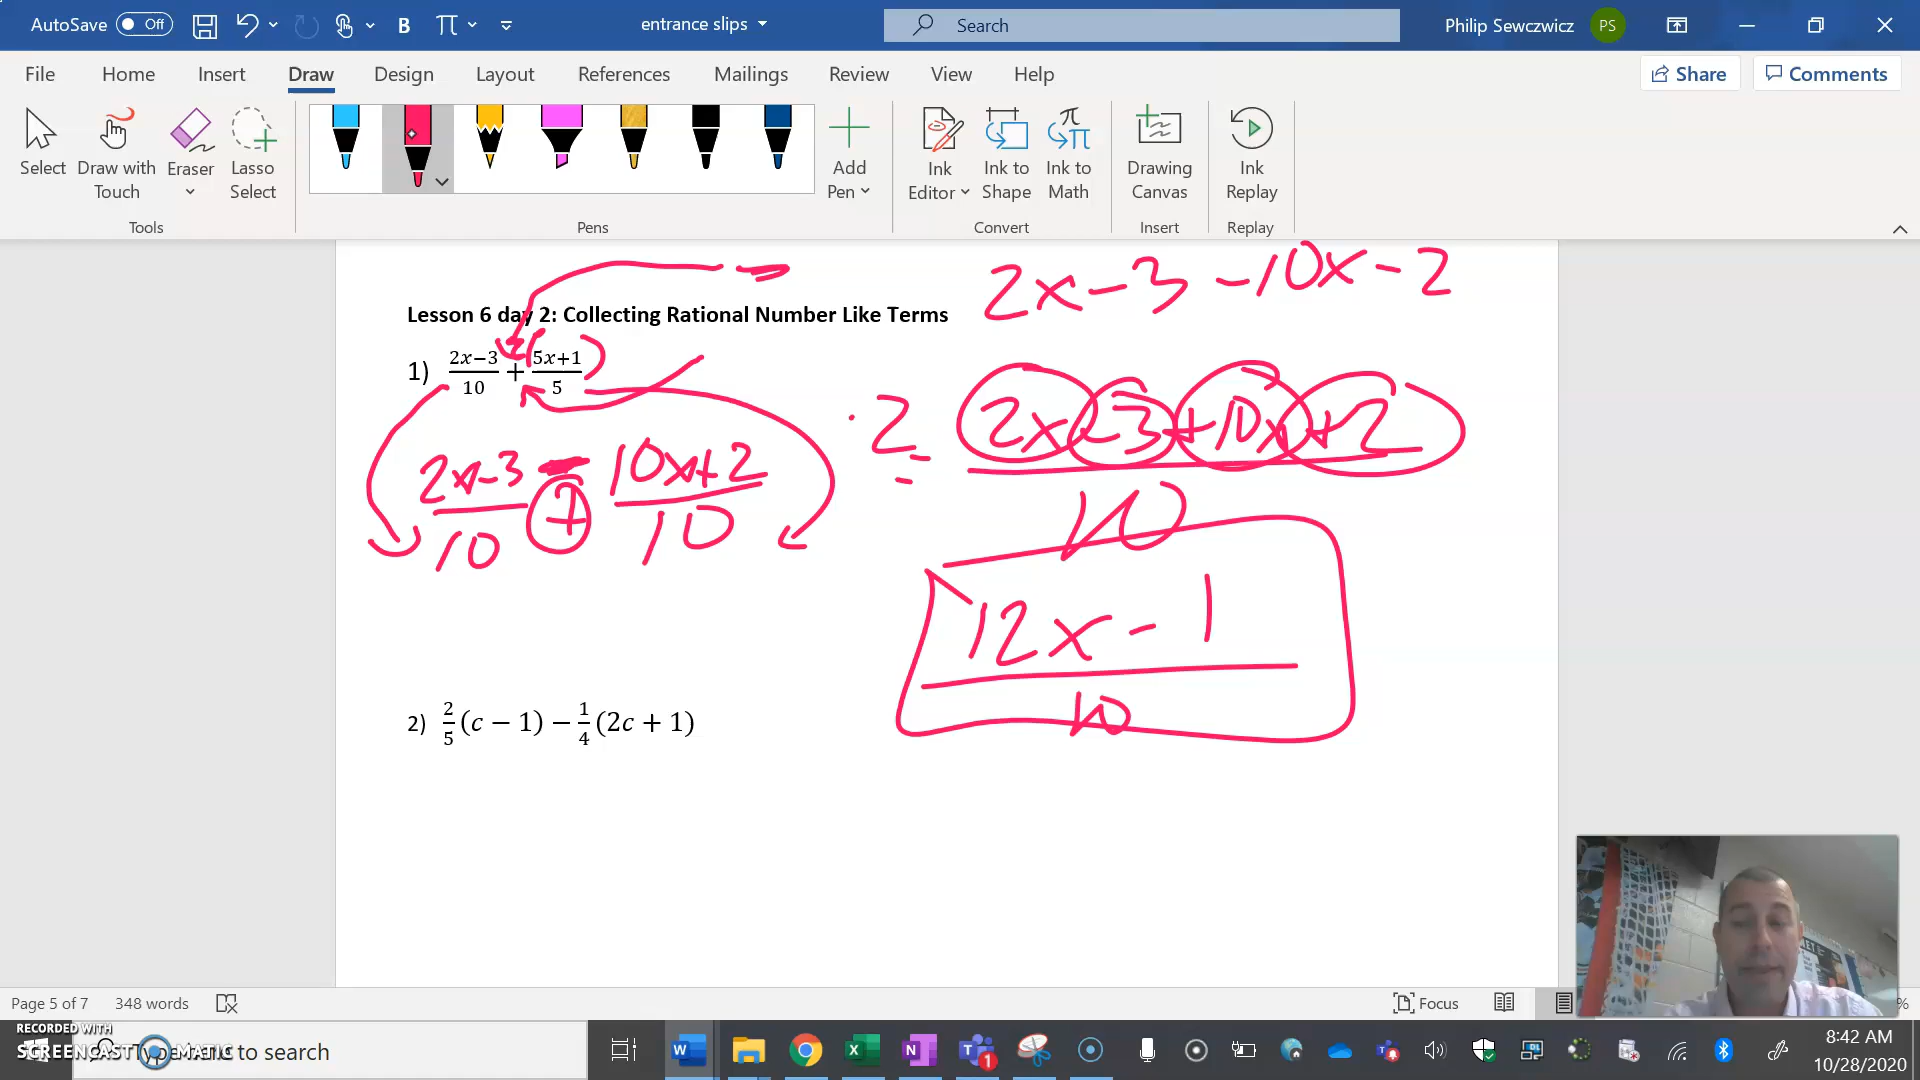 AutoSave Off B π entrance slips Search Philip Sewczwicz PS
File Home Insert Draw Design Layout References Mailings Review View Help Share Comments
Select Draw with Touch Eraser Lasso Select Add Pen Ink Editor Ink to Shape Ink to Math Drawing Canvas Ink Replay
Tools Pens Convert Insert Replay
2x-3 -10x-2
Lesson 6 day 2: Collecting Rational Number Like Terms
1) (2x−3)/10 + (5x+1)/5
·2 = (2x-3+10x+2)/10
(2x-3)/10 + (10x+2)/10
(12x-1)/10
2) 2/5(c − 1) − 1/4(2c + 1)
Page 5 of 7 348 words Focus %
RECORDED WITH
SCREENCAST MATIC
to search
8:42 AM
10/28/2020